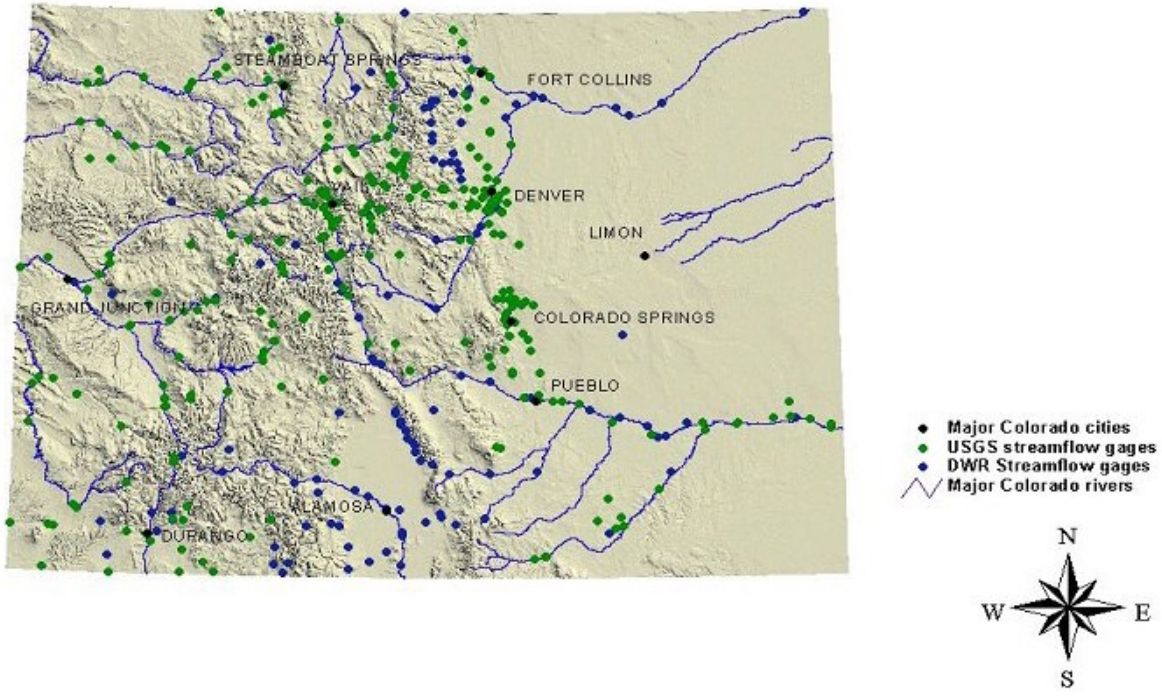 STEAMBOAT SPRINGS
FORT COLLINS
VAIL
DENVER
LIMON
GRAND JUNCTION
COLORADO SPRINGS
PUEBLO
ALAMOSA
DURANGO
Major Colorado cities
USGS streamflow gages
DWR Streamflow gages
Major Colorado rivers
N
W E
S